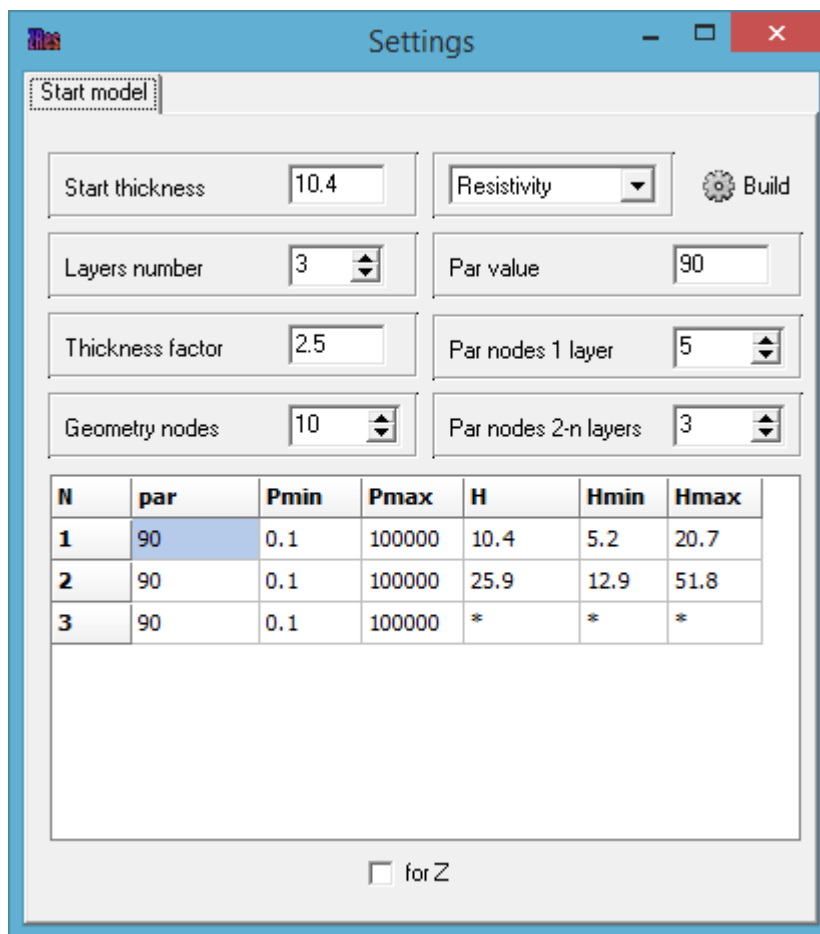 ZRes Settings
Start model
Start thickness 10.4 Resistivity Build
Layers number 3 Par value 90
Thickness factor 2.5 Par nodes 1 layer 5
Geometry nodes 10 Par nodes 2-n layers 3
N par Pmin Pmax H Hmin Hmax
1 90 0.1 100000 10.4 5.2 20.7
2 90 0.1 100000 25.9 12.9 51.8
3 90 0.1 100000 * * *
for Z